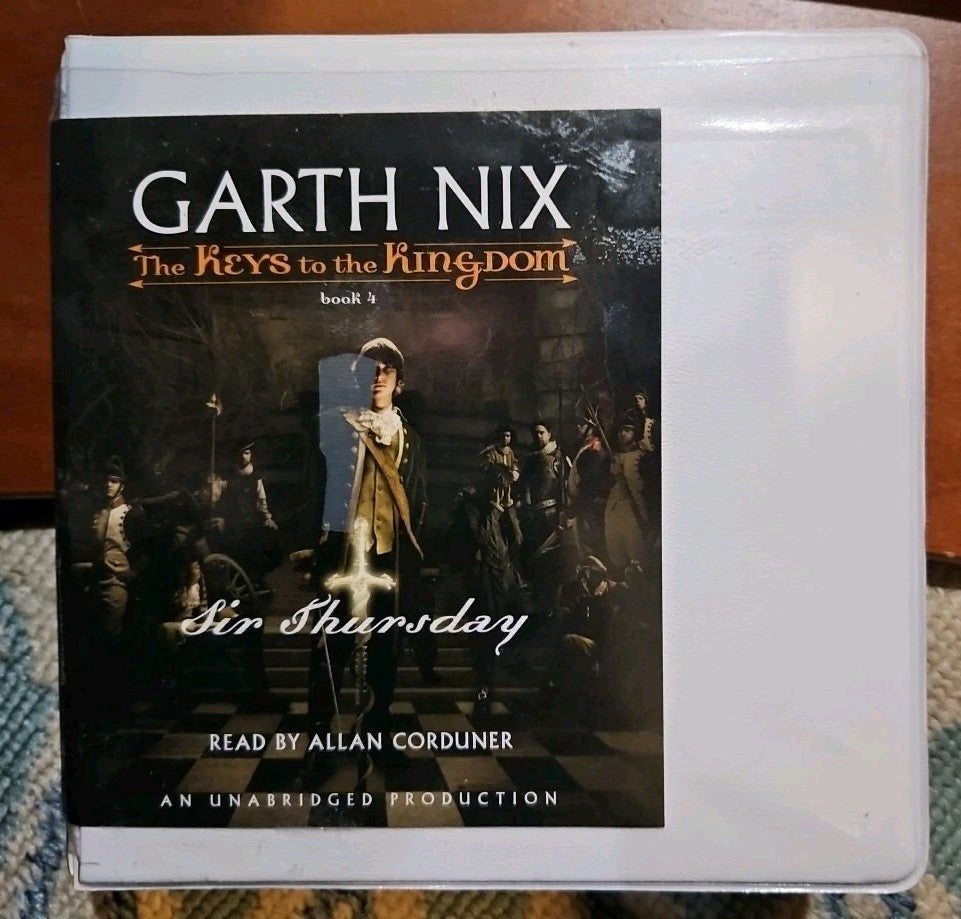 GARTH NIX
The Keys to the Kingdom
book 4
Sir Thursday
READ BY ALLAN CORDUNER
AN UNABRIDGED PRODUCTION